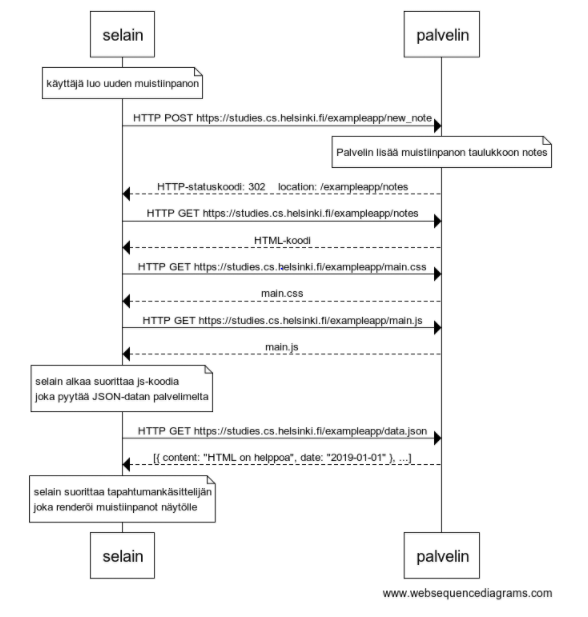 selain
palvelin
käyttäjä luo uuden muistiinpanon
HTTP POST https://studies.cs.helsinki.fi/exampleapp/new_note
Palvelin lisää muistiinpanon taulukkoon notes
HTTP-statuskoodi: 302 location: /exampleapp/notes
HTTP GET https://studies.cs.helsinki.fi/exampleapp/notes
HTML-koodi
HTTP GET https://studies.cs.helsinki.fi/exampleapp/main.css
main.css
HTTP GET https://studies.cs.helsinki.fi/exampleapp/main.js
main.js
selain alkaa suorittaa js-koodia
joka pyytää JSON-datan palvelimelta
HTTP GET https://studies.cs.helsinki.fi/exampleapp/data.json
[{ content: "HTML on helppoa", date: "2019-01-01" }, ...]
selain suorittaa tapahtumankäsittelijän
joka renderöi muistiinpanot näytölle
selain
palvelin
www.websequencediagrams.com